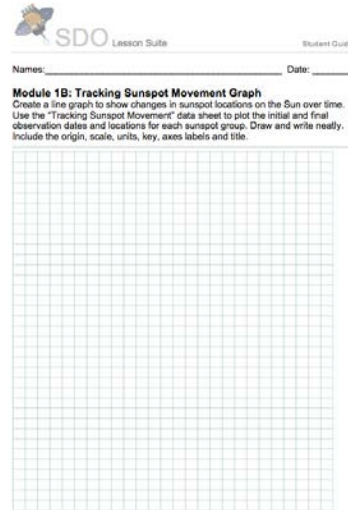 SDO Lesson Suite
Student Guid
Names: Date:
Module 1B: Tracking Sunspot Movement Graph
Create a line graph to show changes in sunspot locations on the Sun over time.
Use the "Tracking Sunspot Movement" data sheet to plot the initial and final
observation dates and locations for each sunspot group. Draw and write neatly.
Include the origin, scale, units, key, axes labels and title.